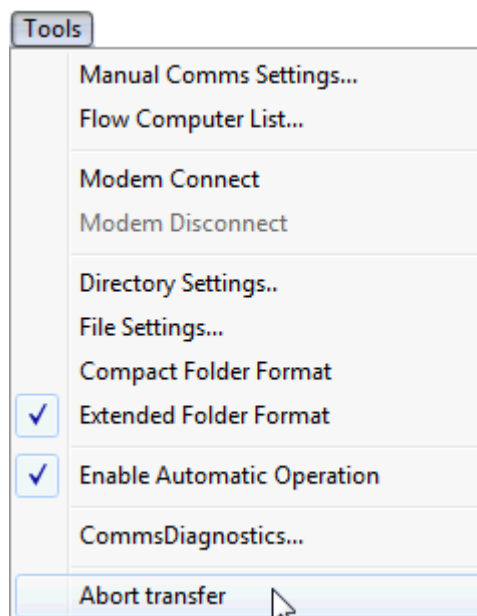 Tools
Manual Comms Settings...
Flow Computer List...
Modem Connect
Modem Disconnect
Directory Settings..
File Settings...
Compact Folder Format
Extended Folder Format
Enable Automatic Operation
CommsDiagnostics...
Abort transfer